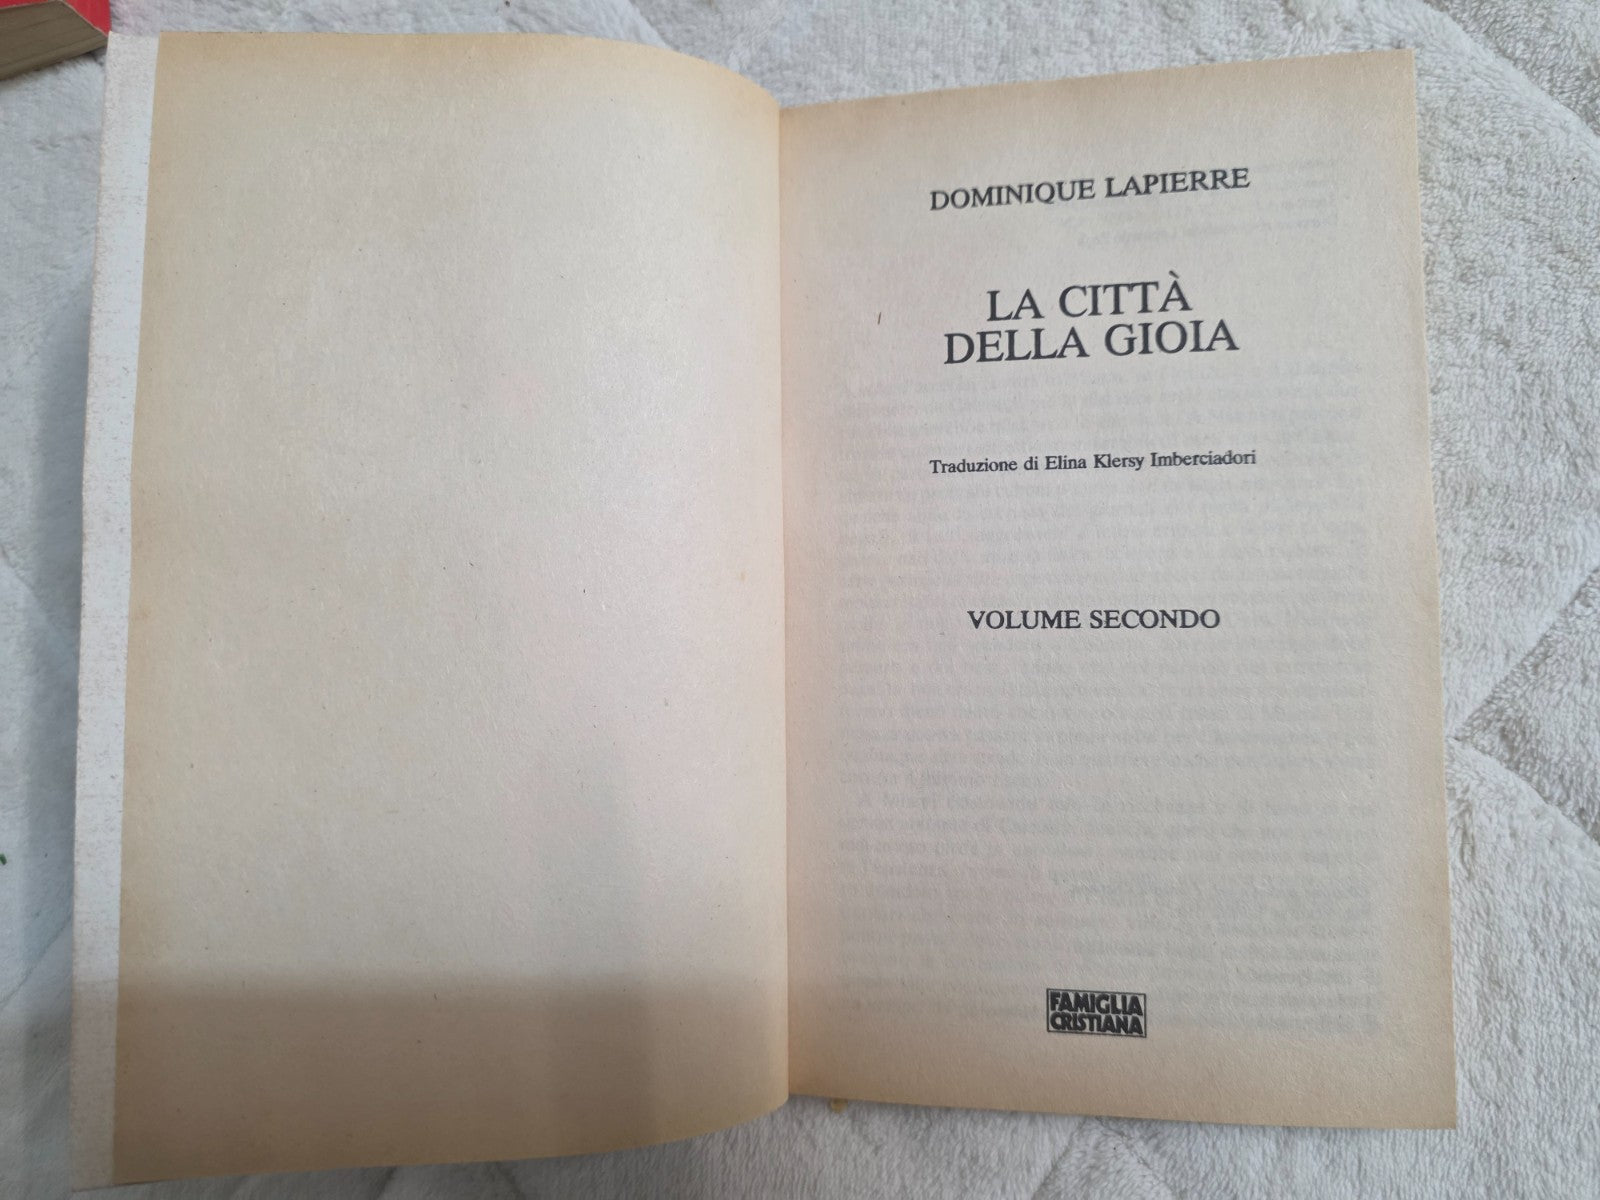 DOMINIQUE LAPIERRE
LA CITTÀ
DELLA GIOIA
Traduzione di Elina Klersy Imberciadori
VOLUME SECONDO
FAMIGLIA
CRISTIANA